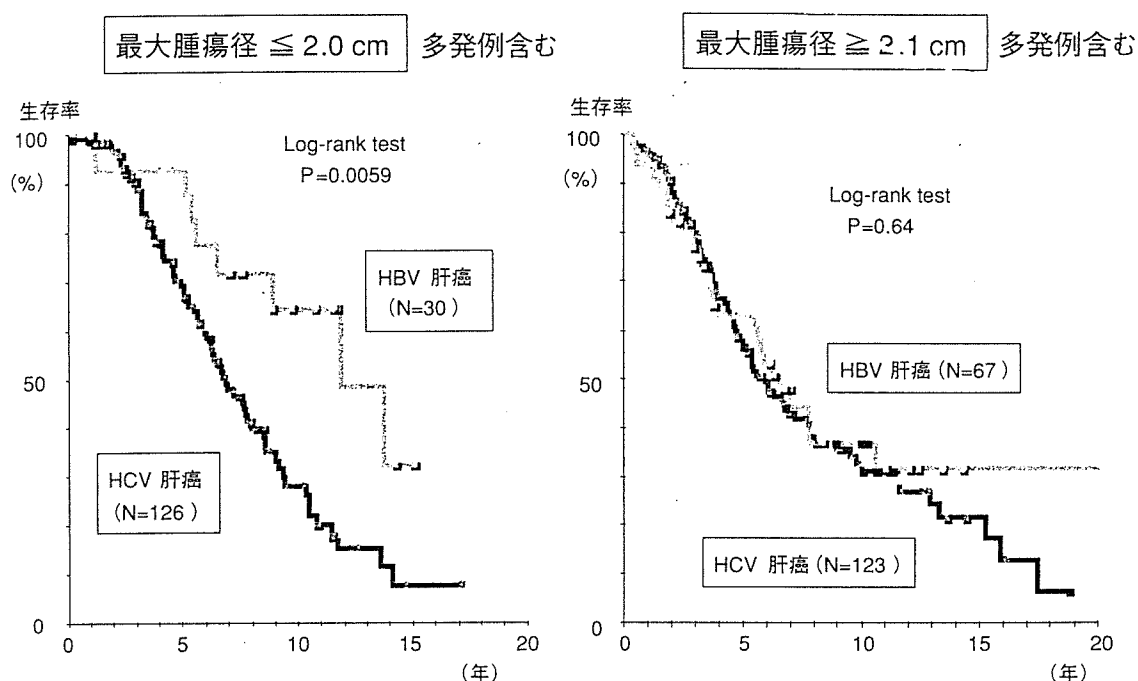 最大腫瘍径 ≦ 2.0 cm 多発例含む
生存率
100
(%)
50
0
Log-rank test
P=0.0059
HBV 肝癌
(N=30)
HCV 肝癌
(N=126)
0 5 10 15 20
(年)
最大腫瘍径 ≧ 2.1 cm 多発例含む
生存率
100
(%)
50
0
Log-rank test
P=0.64
HBV 肝癌 (N=67)
HCV 肝癌 (N=123)
0 5 10 15 20
(年)